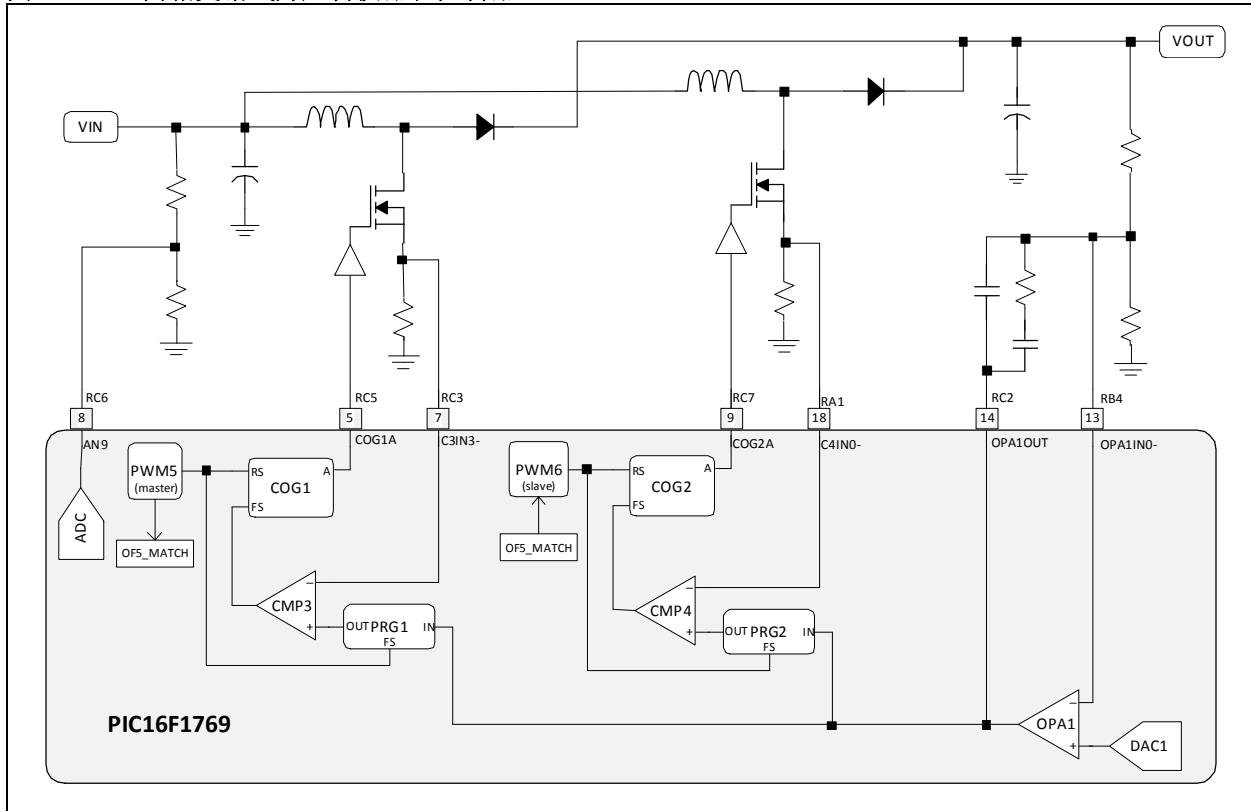 VOUT
VIN
RC6
RC5
RC3
RC7
RA1
RC2
RB4
8
5
7
9
18
14
13
AN9
COG1A
C3IN3-
COG2A
C4IN0-
OPA1OUT
OPA1IN0-
PWM5
(master)
RS
A
COG1
FS
PWM6
(slave)
RS
A
COG2
FS
ADC
OF5_MATCH
OF5_MATCH
−
CMP3
+
OUT
PRG1
IN
FS
−
CMP4
+
OUT
PRG2
IN
FS
PIC16F1769
−
OPA1
+
DAC1